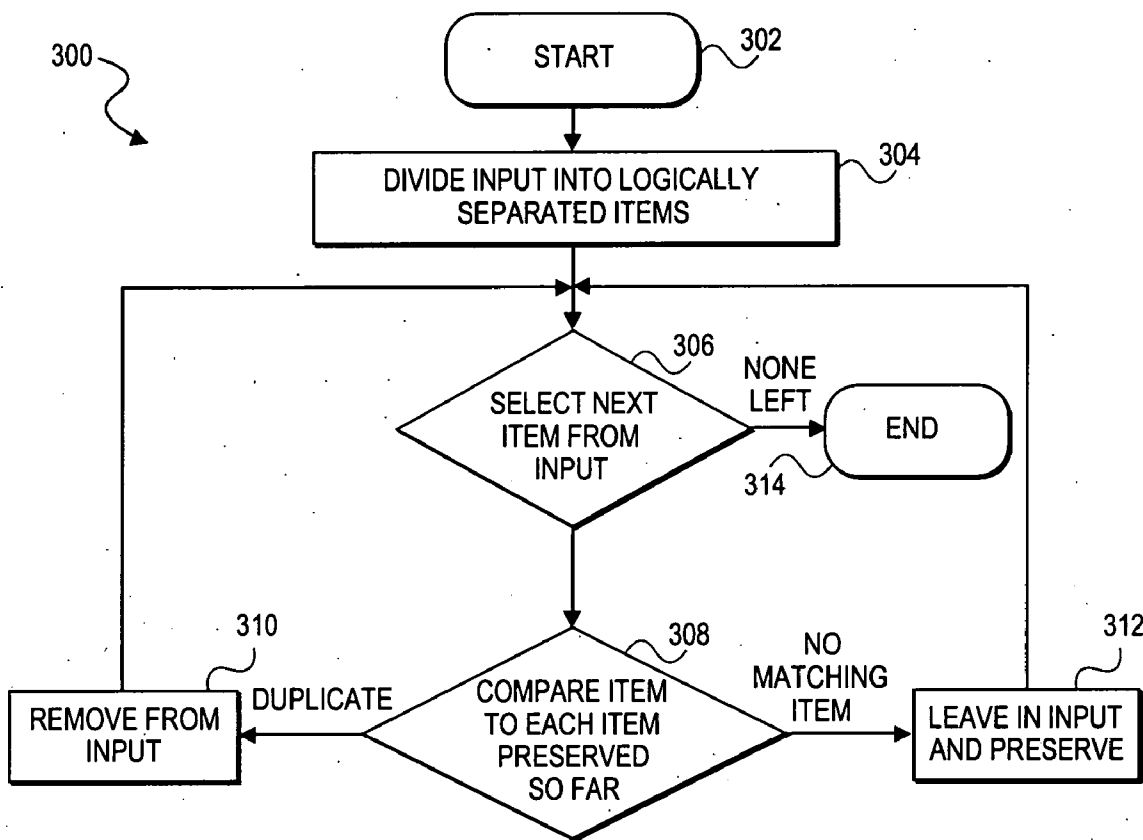 300
START
302
DIVIDE INPUT INTO LOGICALLY
SEPARATED ITEMS
304
306
SELECT NEXT
ITEM FROM
INPUT
NONE
LEFT
END
314
308
COMPARE ITEM
TO EACH ITEM
PRESERVED
SO FAR
DUPLICATE
310
REMOVE FROM
INPUT
NO
MATCHING
ITEM
312
LEAVE IN INPUT
AND PRESERVE